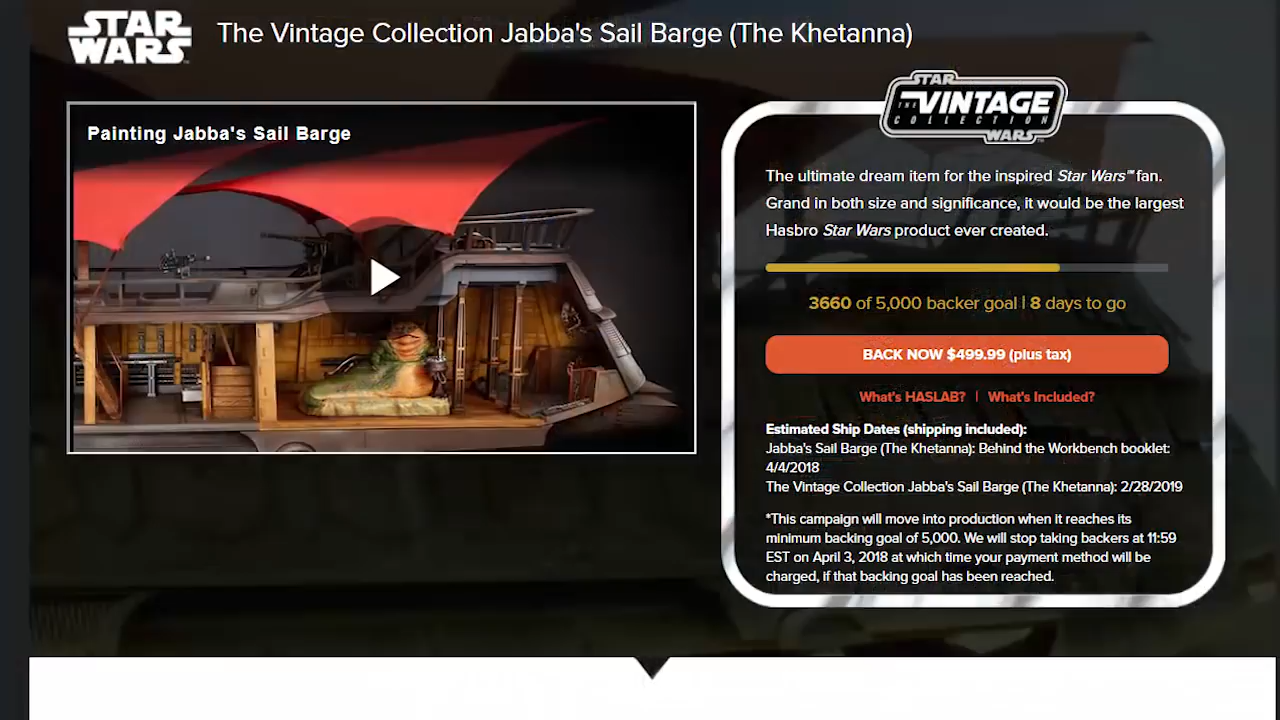 STAR WARS
The Vintage Collection Jabba's Sail Barge (The Khetanna)
Painting Jabba's Sail Barge
STAR
THE VINTAGE
COLLECTION
WARS
The ultimate dream item for the inspired Star Wars™ fan.
Grand in both size and significance, it would be the largest
Hasbro Star Wars product ever created.
3660 of 5,000 backer goal | 8 days to go
BACK NOW $499.99 (plus tax)
What's HASLAB? | What's Included?
Estimated Ship Dates (shipping included):
Jabba's Sail Barge (The Khetanna): Behind the Workbench booklet:
4/4/2018
The Vintage Collection Jabba's Sail Barge (The Khetanna): 2/28/2019
*This campaign will move into production when it reaches its
minimum backing goal of 5,000. We will stop taking backers at 11:59
EST on April 3, 2018 at which time your payment method will be
charged, if that backing goal has been reached.